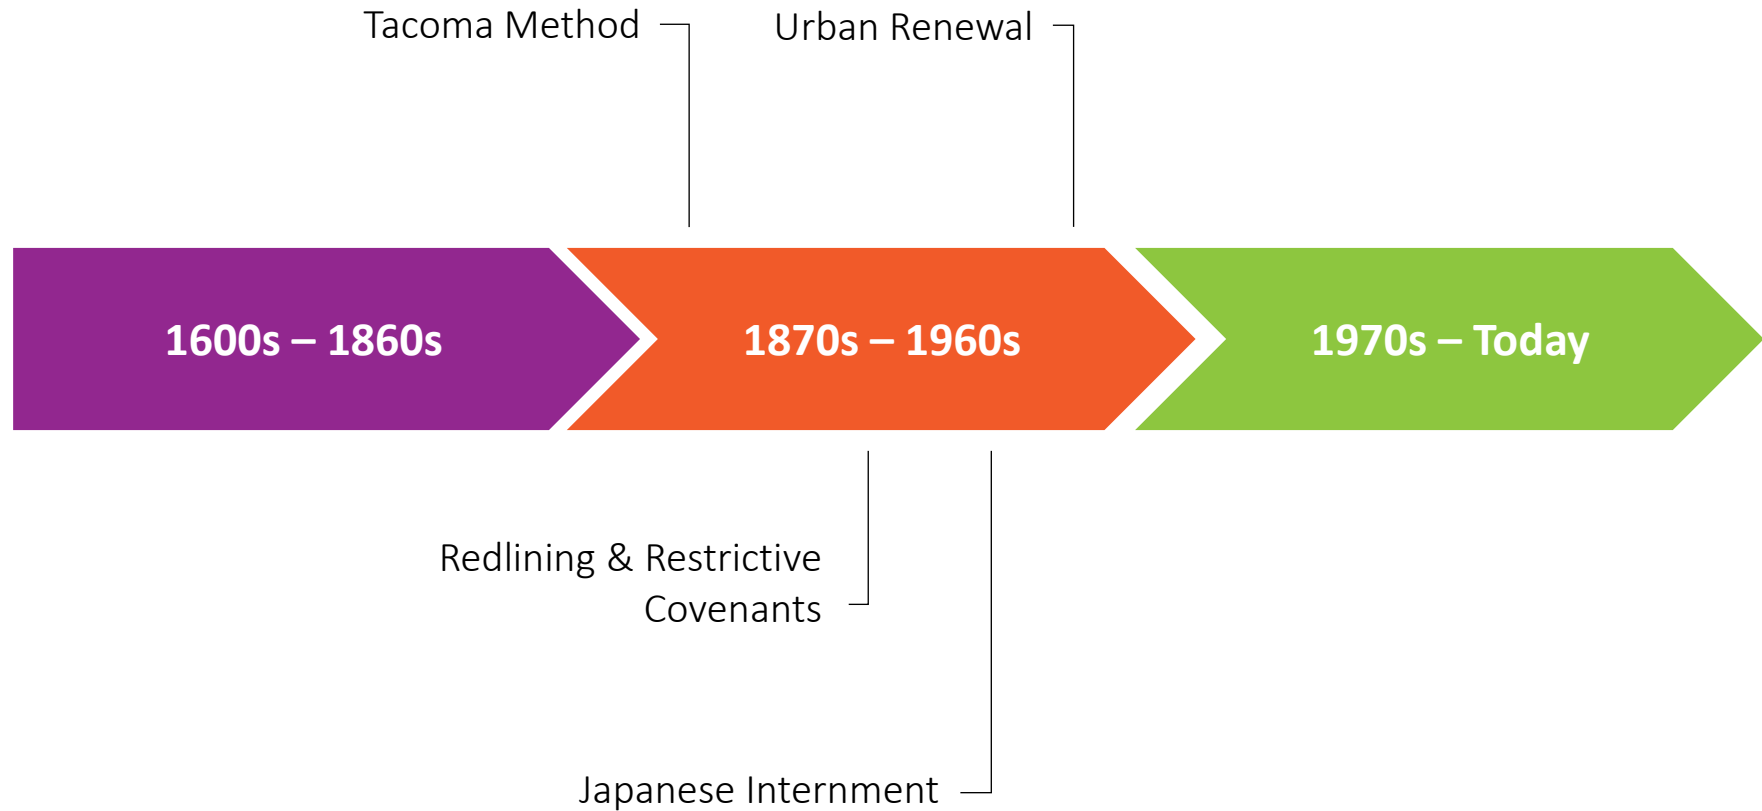 Tacoma Method
Urban Renewal
1600s – 1860s
1870s – 1960s
1970s – Today
Redlining & Restrictive
Covenants
Japanese Internment